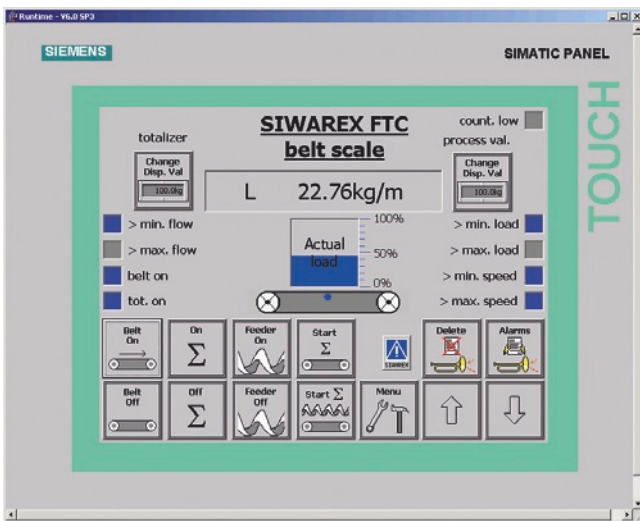 Runtime - V6.0 SP3
SIEMENS
SIMATIC PANEL
TOUCH
SIWAREX FTC
belt scale
totalizer
count. low
process val.
Change
Disp. Val
100.0kg
Change
Disp. Val
100.0kg
L 22.76kg/m
> min. flow
> max. flow
belt on
tot. on
Actual
load
100%
50%
0%
> min. load
> max. load
> min. speed
> max. speed
Belt
On
On
Σ
Feeder
On
Start
Σ
SIWAREX
Delete
Alarms
Belt
Off
Off
Σ
Feeder
Off
Start Σ
Menu